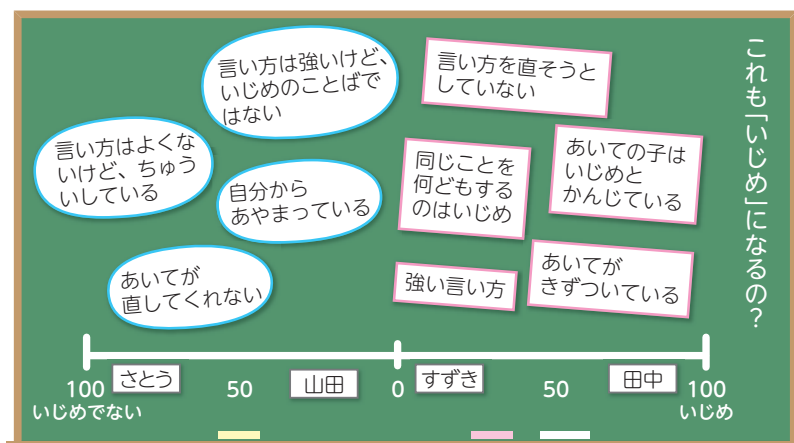 これも「いじめ」になるの？
言い方は強いけど、
いじめのことばで
はない
言い方を直そうと
していない
言い方はよくな
いけど、ちゅう
いしている
自分から
あやまっている
同じことを
何どもする
のはいじめ
あいての子は
いじめと
かんじている
あいてが
直してくれない
強い言い方
あいてが
きずついている
さとう
山田
すずき
田中
100 50 0 50 100
いじめでない
いじめ